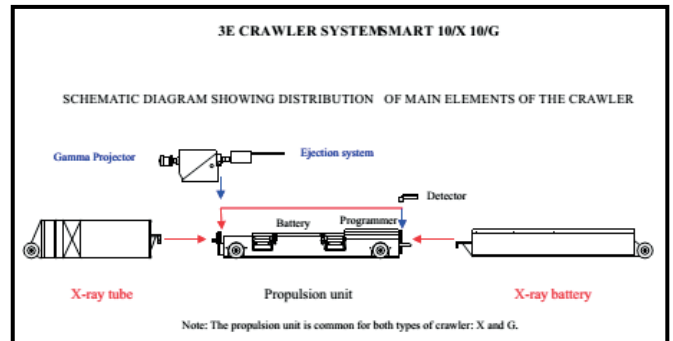 3E CRAWLER SYSTEMSMART 10/X 10/G
SCHEMATIC DIAGRAM SHOWING DISTRIBUTION OF MAIN ELEMENTS OF THE CRAWLER
Gamma Projector
Ejection system
Detector
Battery
Programmer
X-ray tube
Propulsion unit
X-ray battery
Note: The propulsion unit is common for both types of crawler: X and G.